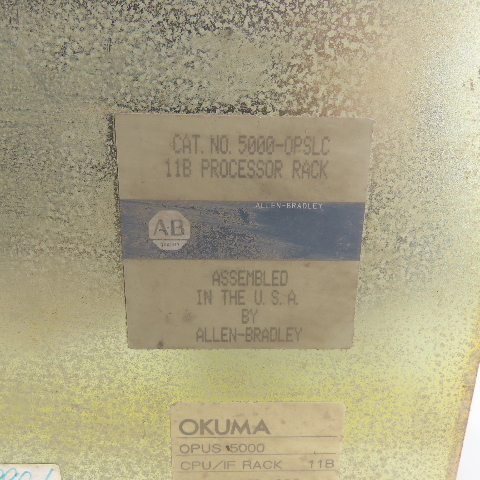 CAT. NO. 5000-OPSLC
11B PROCESSOR RACK
ALLEN-BRADLEY
AB
ASSEMBLED
IN THE U.S.A.
BY
ALLEN-BRADLEY
OKUMA
OPUS 5000
CPU/IF RACK 11B